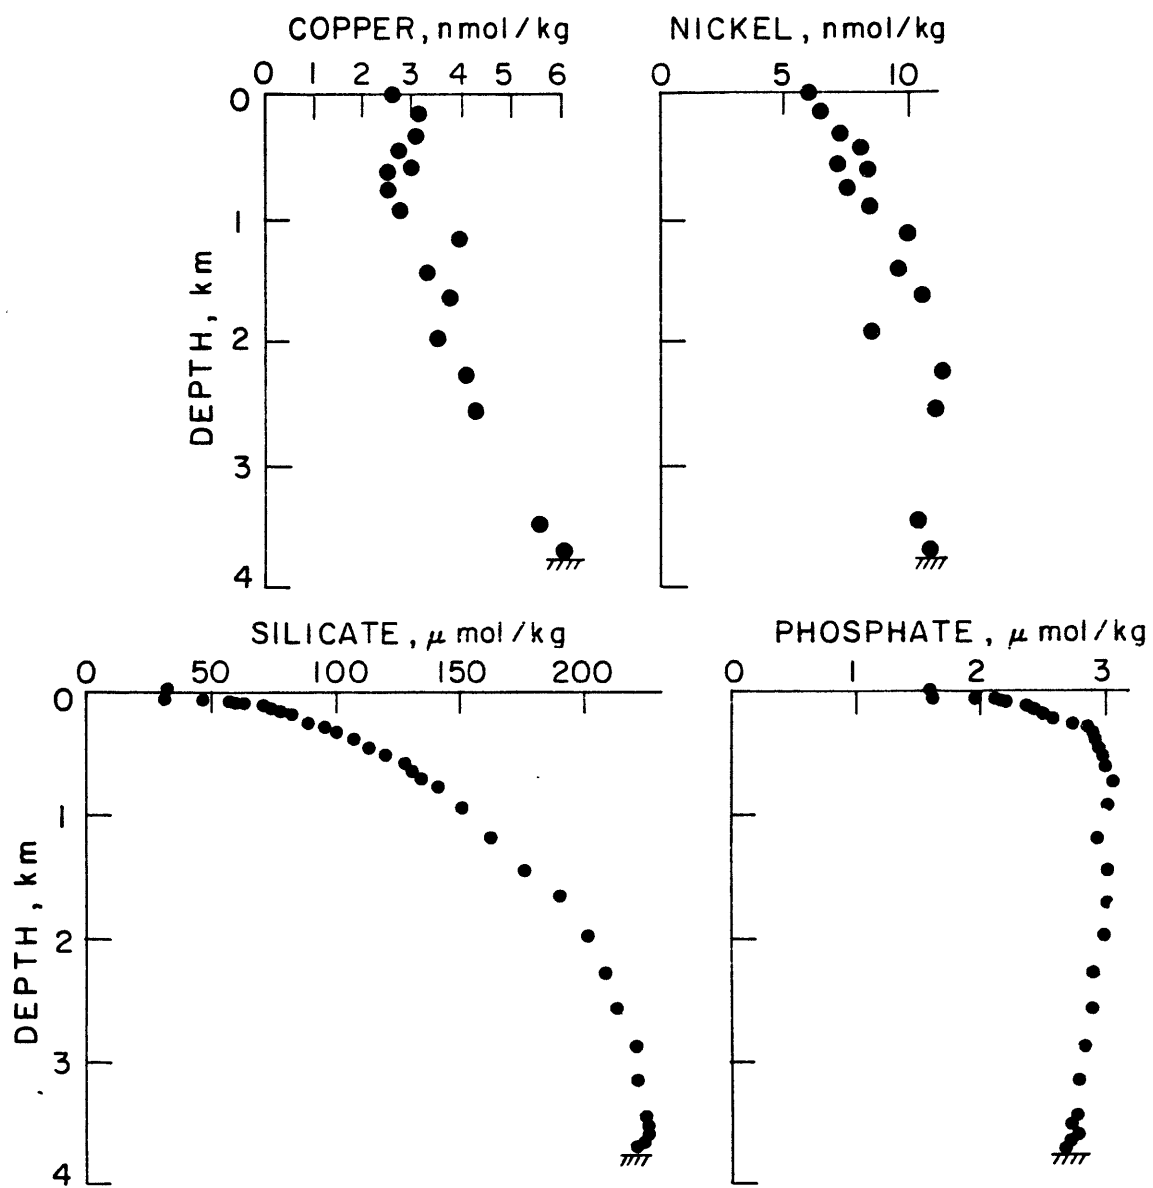 COPPER, nmol/kg
NICKEL, nmol/kg
0 1 2 3 4 5 6
0 5 10
0
1
2
3
4
DEPTH, km
SILICATE, μ mol/kg
PHOSPHATE, μ mol/kg
0 50 100 150 200
0 1 2 3
0
1
2
3
4
DEPTH, km